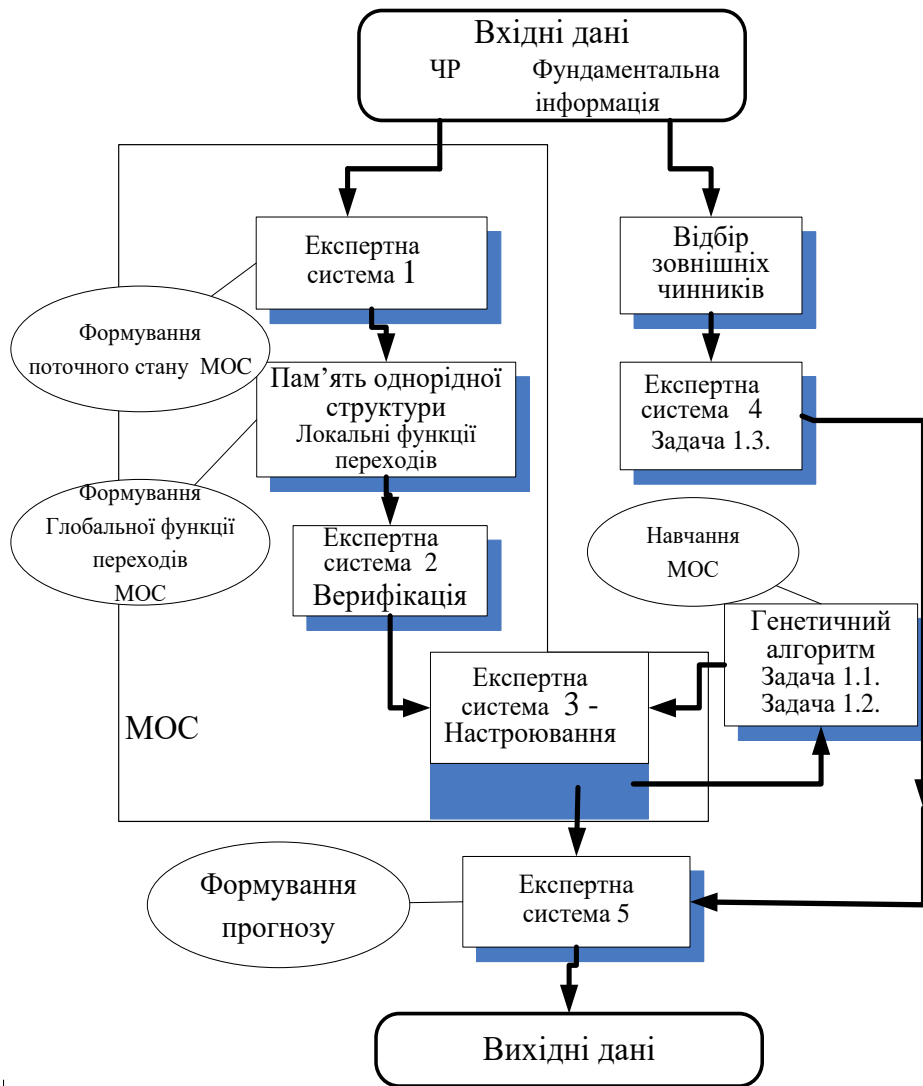 Вхідні дані
ЧР Фундаментальна
інформація
Експертна
система 1
Відбір
зовнішніх
чинників
Формування
поточного стану МОС
Пам’ять однорідної
структури
Локальні функції
переходів
Експертна
система 4
Задача 1.3.
Формування
Глобальної функції
переходів
МОС
Експертна
система 2
Верифікація
Навчання
МОС
Генетичний
алгоритм
Задача 1.1.
Задача 1.2.
Експертна
система 3 -
Настроювання
МОС
Формування
прогнозу
Експертна
система 5
Вихідні дані